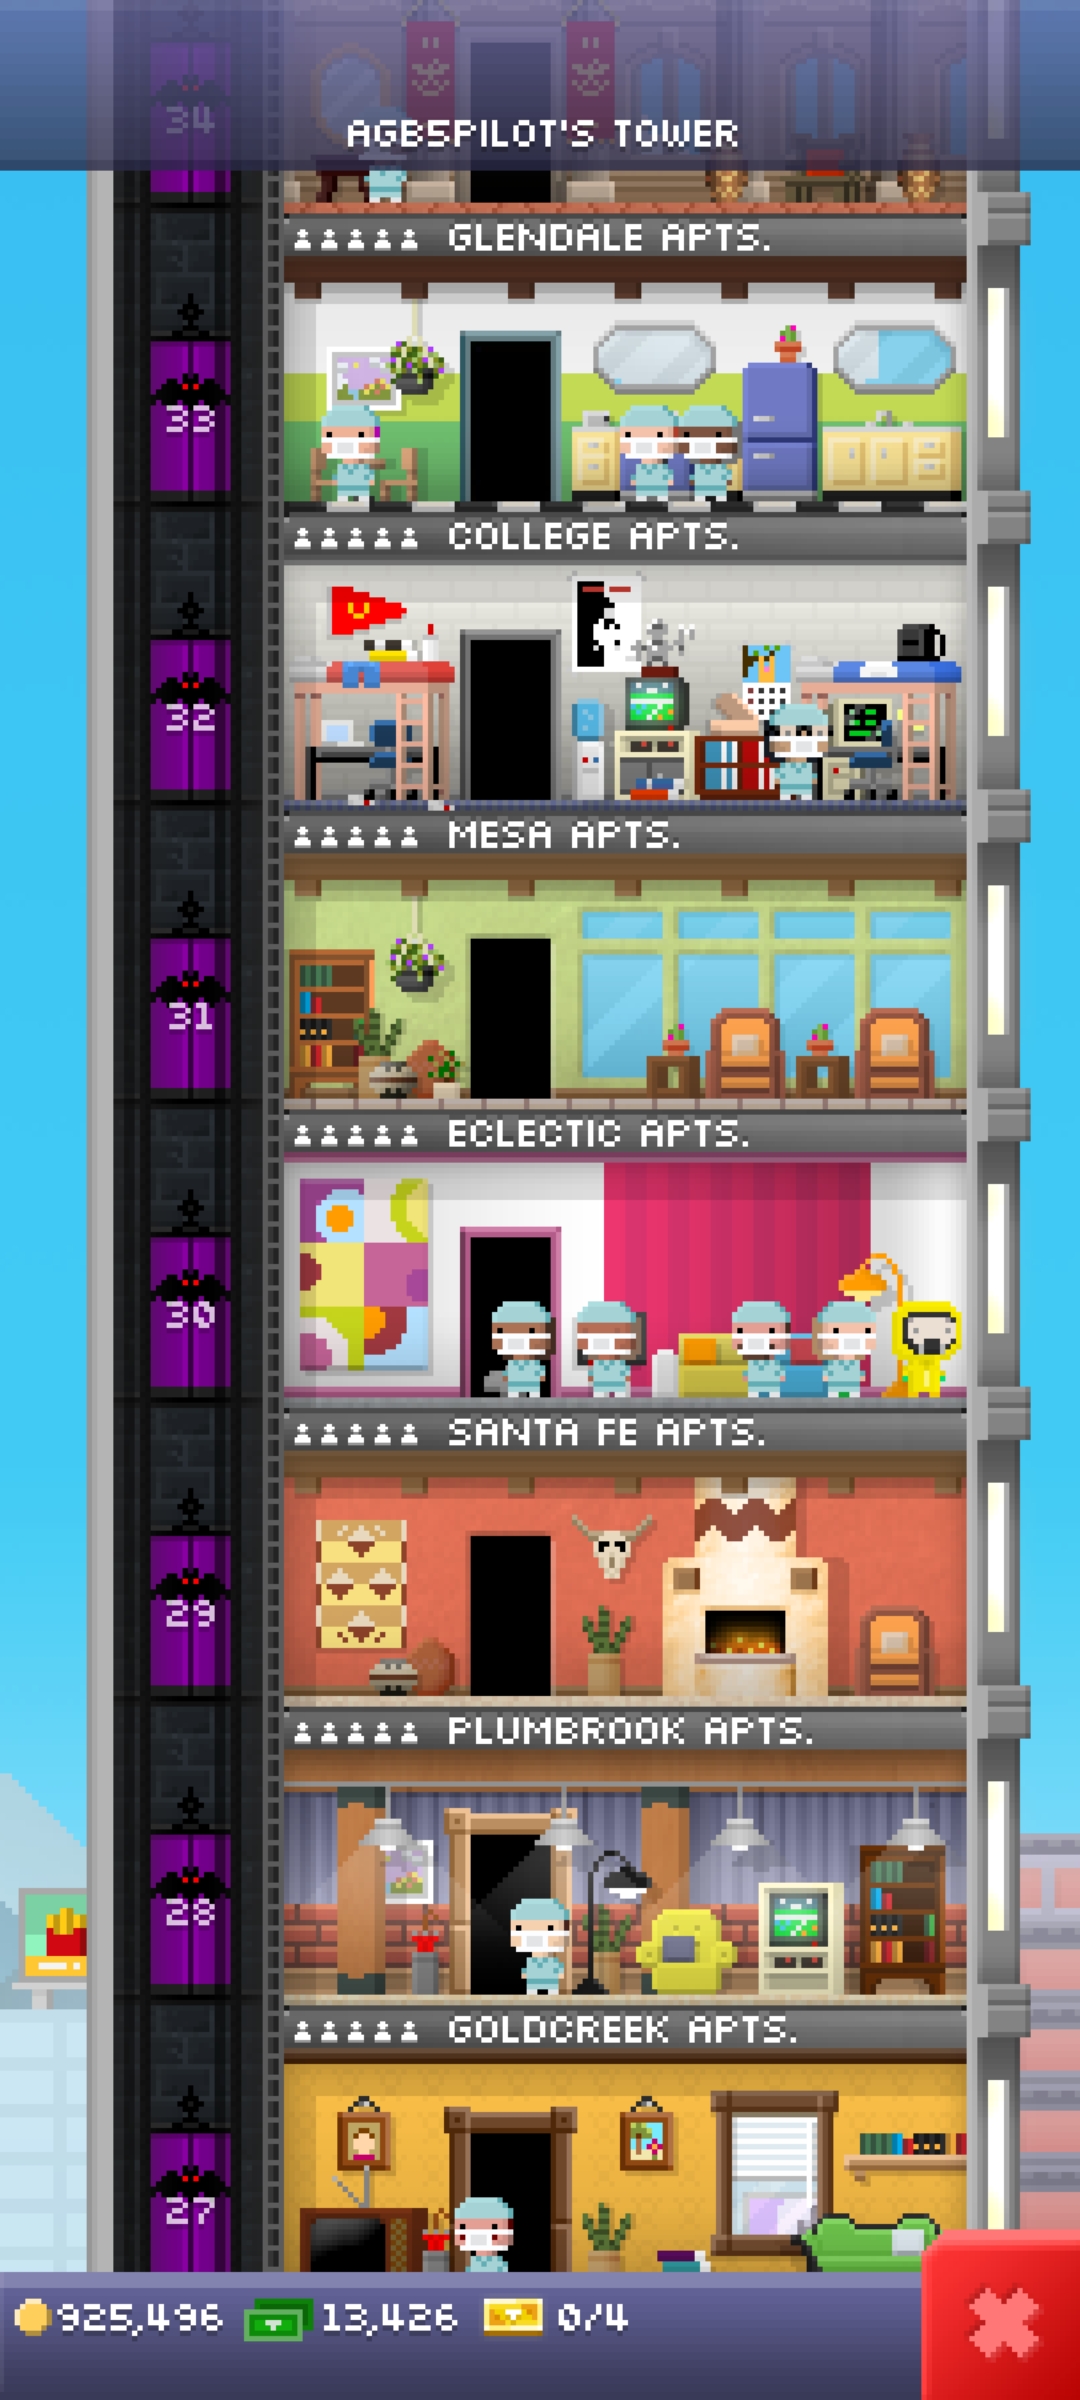 34
AGB5PILOT'S TOWER
GLENDALE APTS.
33
COLLEGE APTS.
32
MESA APTS.
31
ECLECTIC APTS.
30
SANTA FE APTS.
29
PLUMBROOK APTS.
28
GOLDCREEK APTS.
27
925,496 13,426 0/4